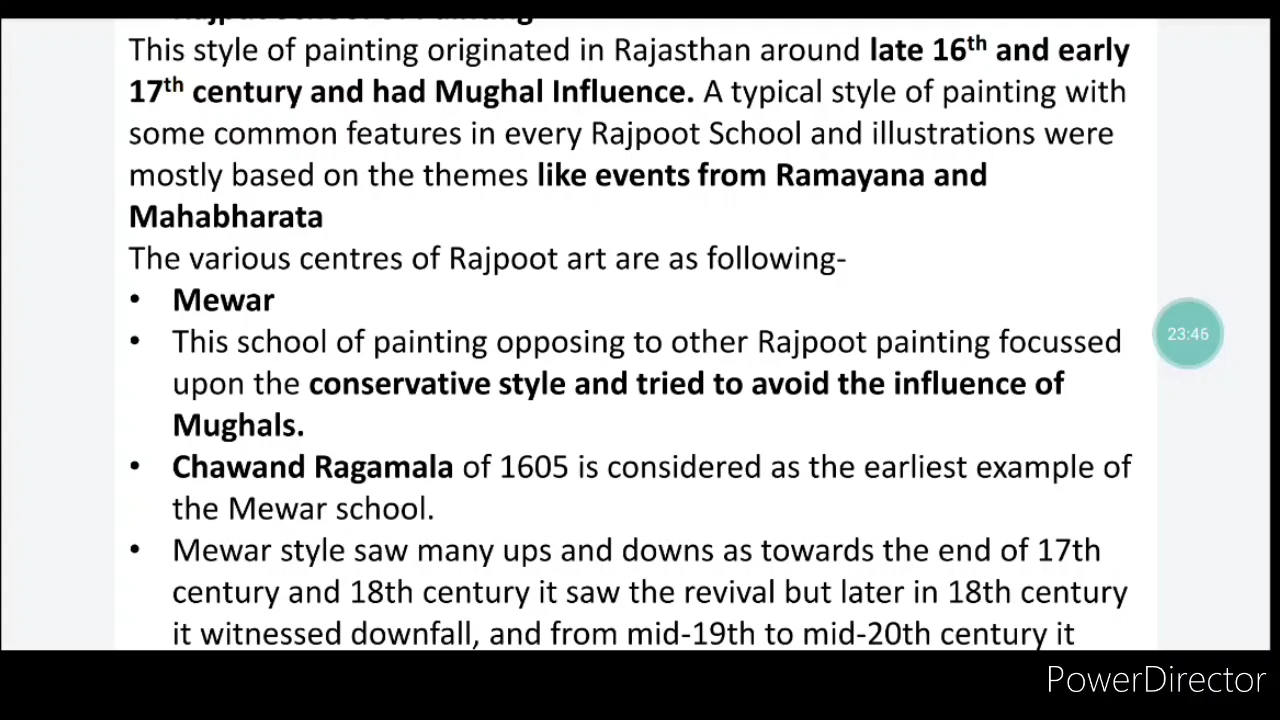 Rajput School of Painting
This style of painting originated in Rajasthan around late 16th and early
17th century and had Mughal Influence. A typical style of painting with
some common features in every Rajpoot School and illustrations were
mostly based on the themes like events from Ramayana and
Mahabharata
The various centres of Rajpoot art are as following-
• Mewar
• This school of painting opposing to other Rajpoot painting focussed
upon the conservative style and tried to avoid the influence of
Mughals.
• Chawand Ragamala of 1605 is considered as the earliest example of
the Mewar school.
• Mewar style saw many ups and downs as towards the end of 17th
century and 18th century it saw the revival but later in 18th century
it witnessed downfall, and from mid-19th to mid-20th century it
23:46
PowerDirector